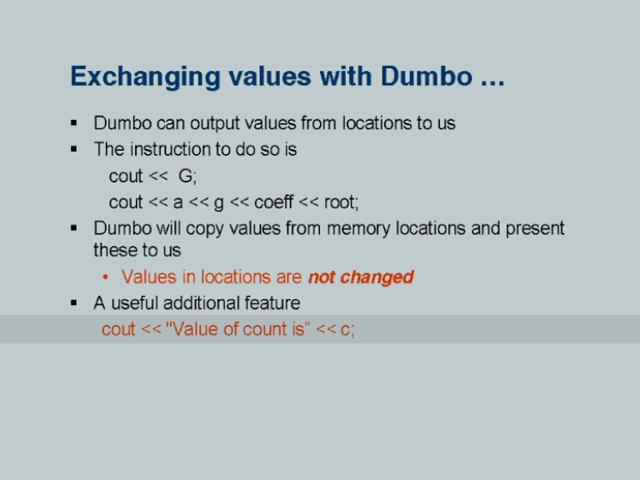 Exchanging values with Dumbo …
▪ Dumbo can output values from locations to us
▪ The instruction to do so is
cout << G;
cout << a << g << coeff << root;
▪ Dumbo will copy values from memory locations and present
these to us
• Values in locations are not changed
▪ A useful additional feature
cout << "Value of count is” << c;